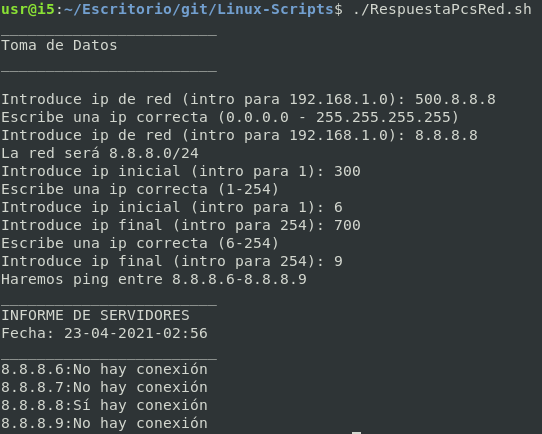 usr@i5:~/Escritorio/git/Linux-Scripts$ ./RespuestaPcsRed.sh
________________________
Toma de Datos
________________________
Introduce ip de red (intro para 192.168.1.0): 500.8.8.8
Escribe una ip correcta (0.0.0.0 - 255.255.255.255)
Introduce ip de red (intro para 192.168.1.0): 8.8.8.8
La red será 8.8.8.0/24
Introduce ip inicial (intro para 1): 300
Escribe una ip correcta (1-254)
Introduce ip inicial (intro para 1): 6
Introduce ip final (intro para 254): 700
Escribe una ip correcta (6-254)
Introduce ip final (intro para 254): 9
Haremos ping entre 8.8.8.6-8.8.8.9
________________________
INFORME DE SERVIDORES
Fecha: 23-04-2021-02:56
________________________
8.8.8.6:No hay conexión
8.8.8.7:No hay conexión
8.8.8.8:Sí hay conexión
8.8.8.9:No hay conexión